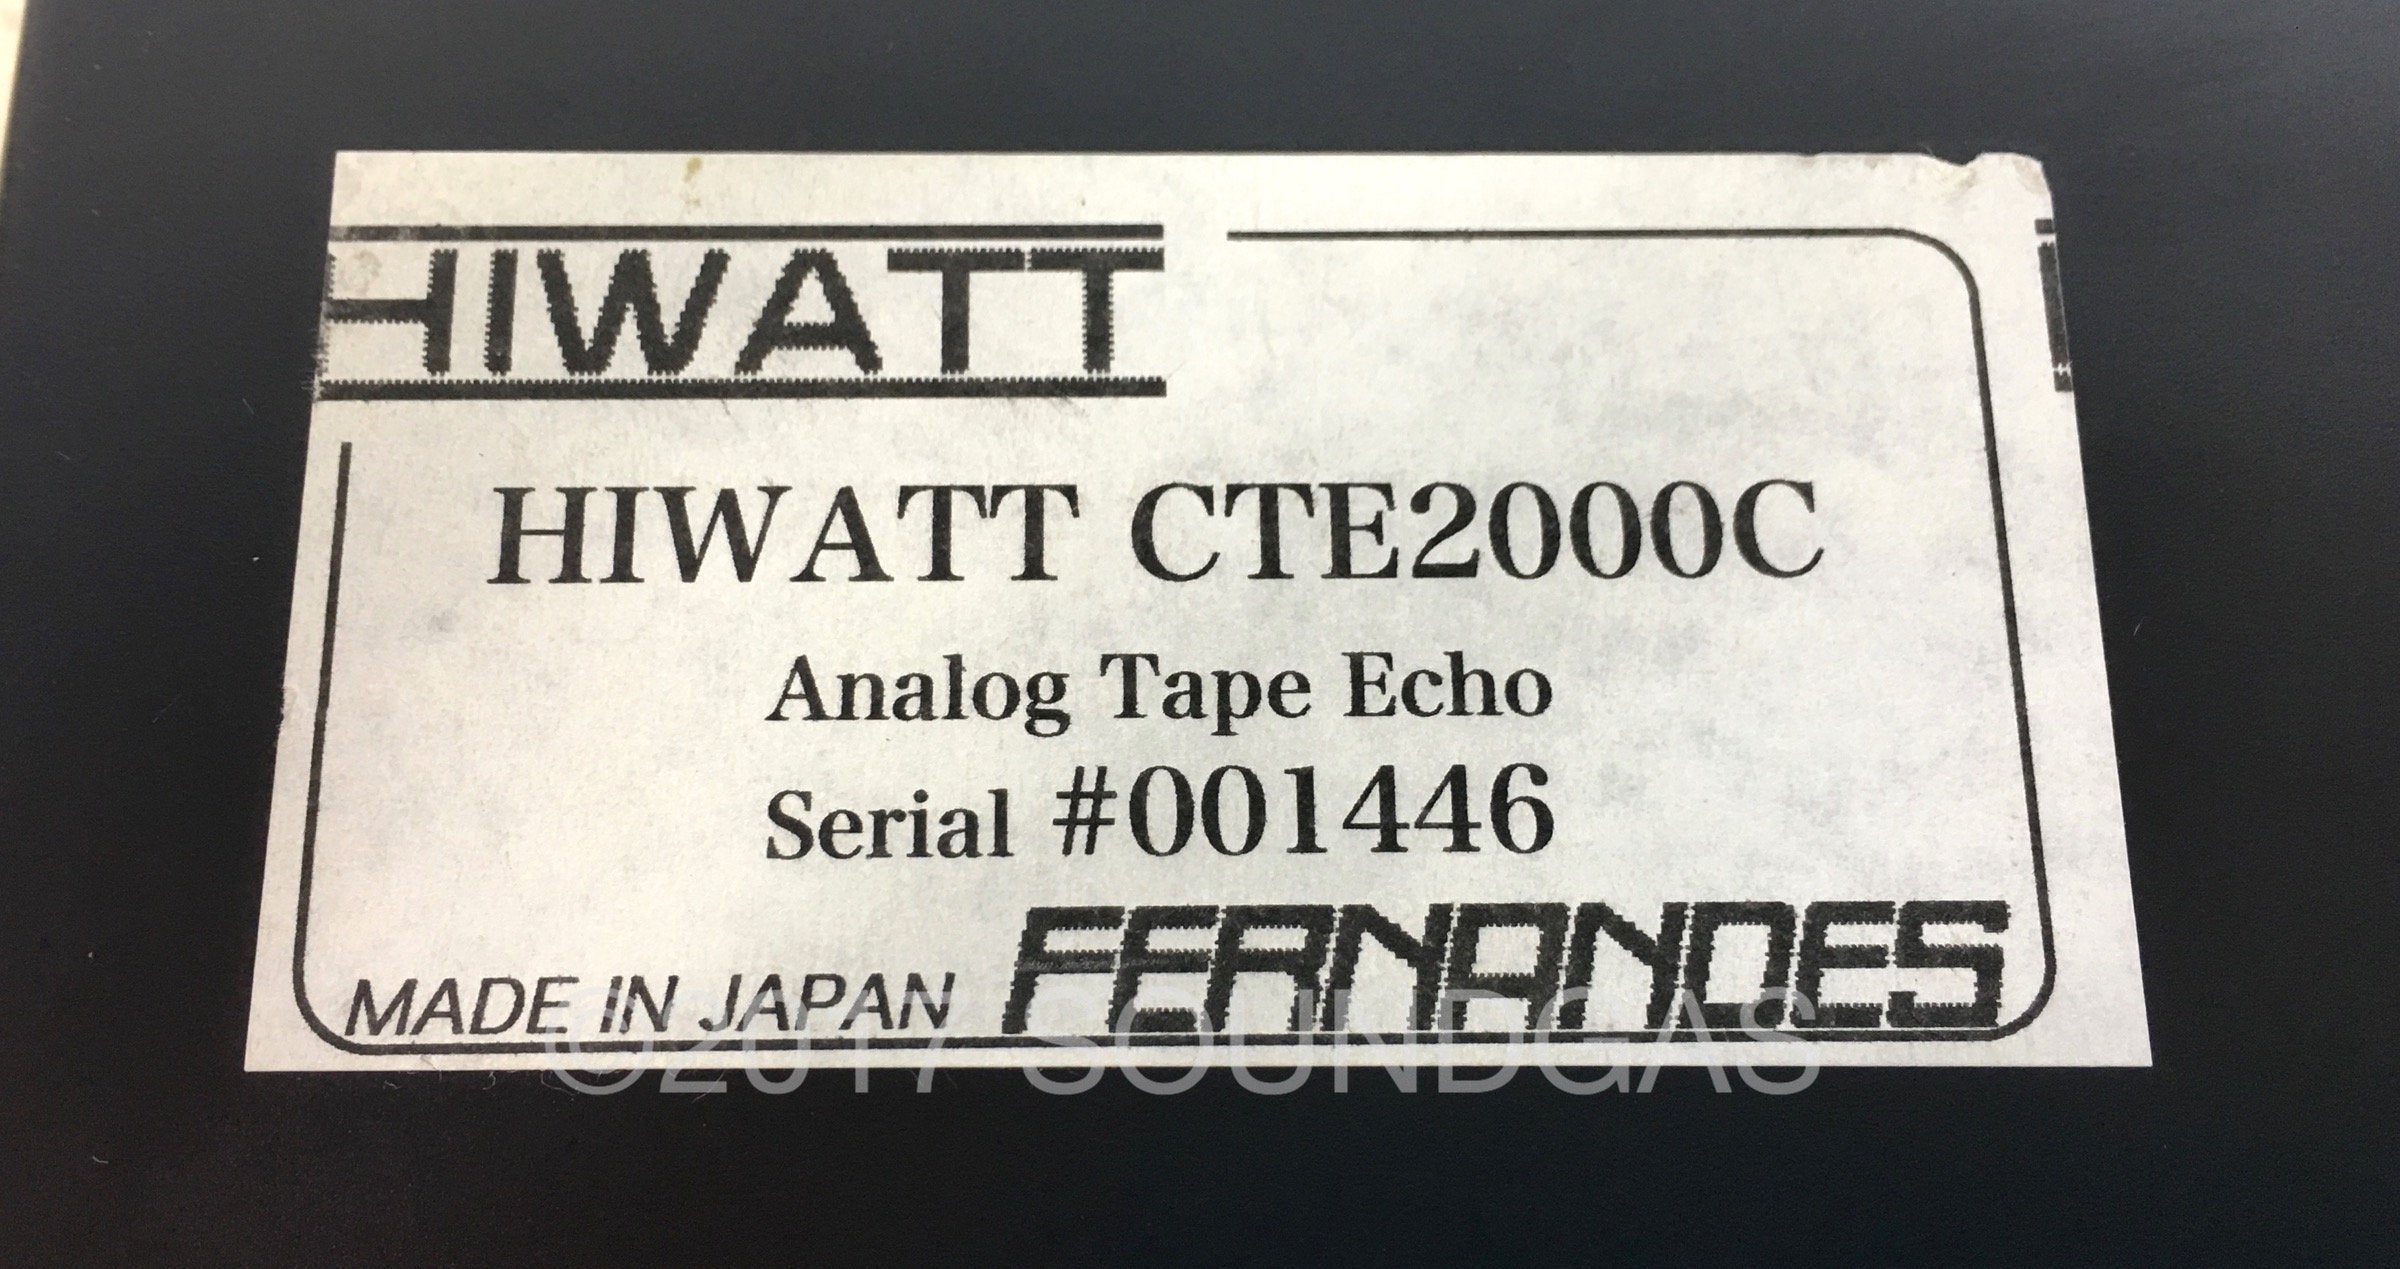 HIWATT
HIWATT CTE2000C
Analog Tape Echo
Serial #001446
MADE IN JAPAN FERNANDES
©2017 SOUNDGAS